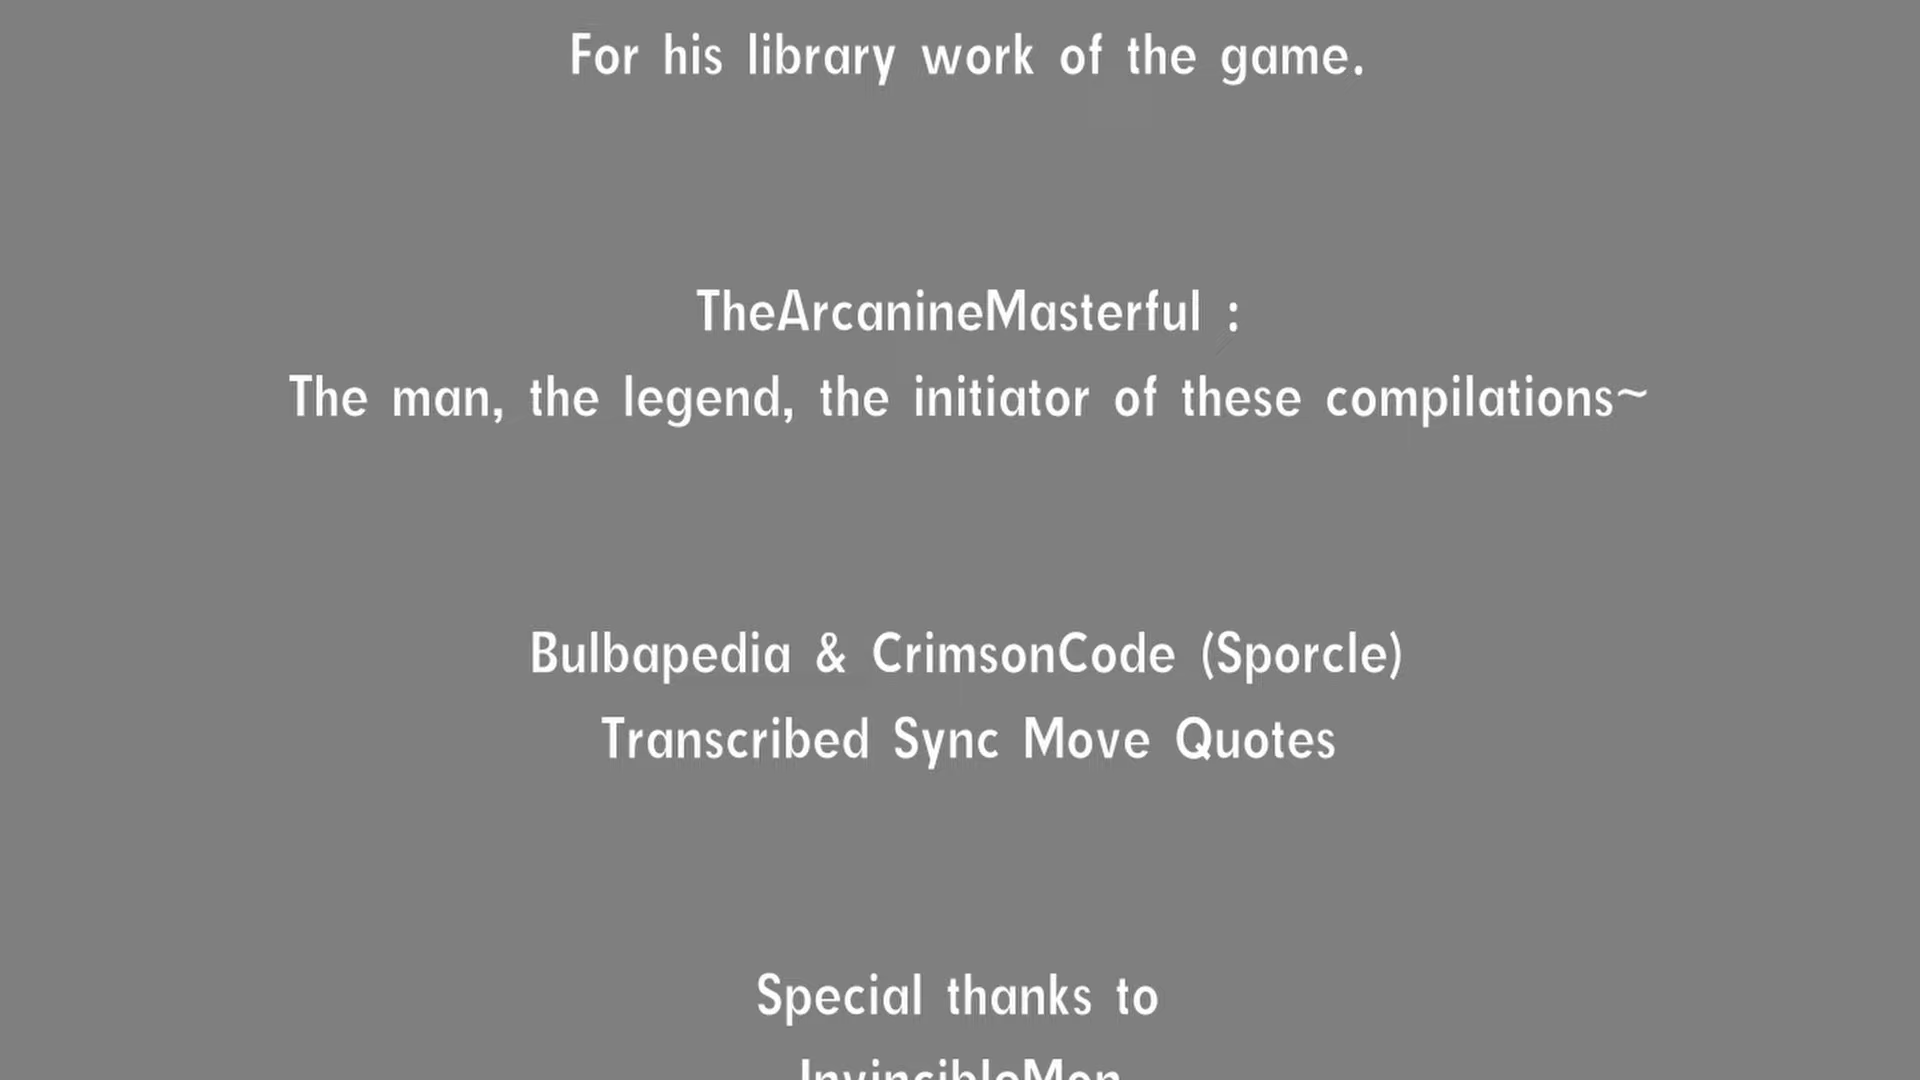 For his library work of the game.
TheArcanineMasterful :
The man, the legend, the initiator of these compilations~
Bulbapedia & CrimsonCode (Sporcle)
Transcribed Sync Move Quotes
Special thanks to